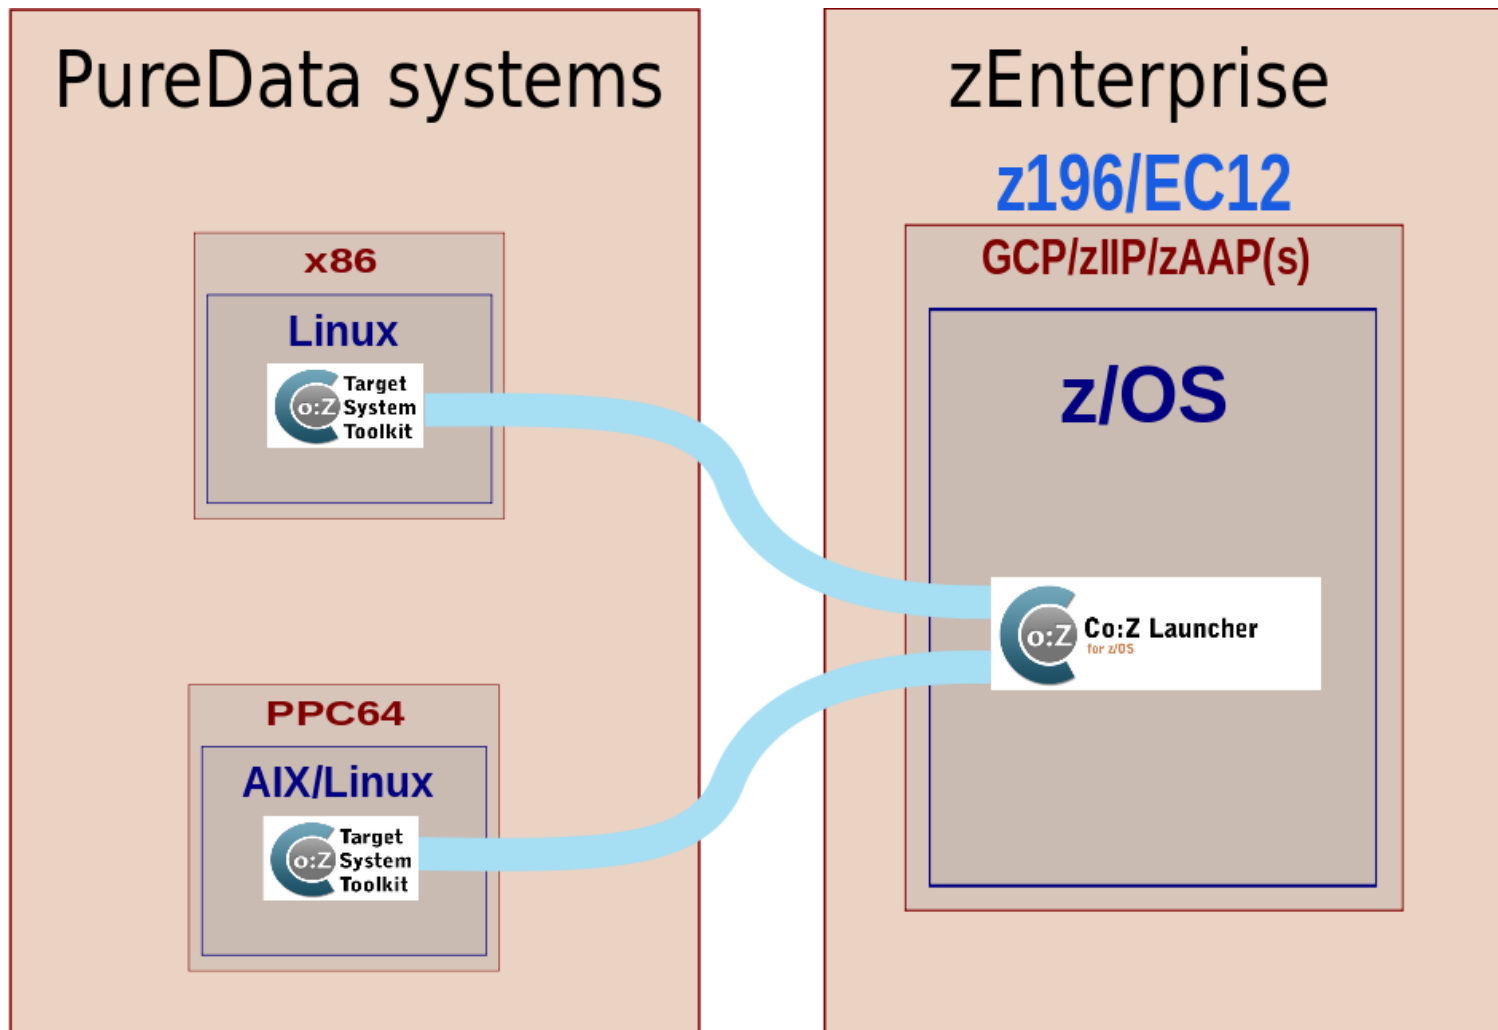 PureData systems
x86
Linux
o:Z
Target
System
Toolkit
PPC64
AIX/Linux
o:Z
Target
System
Toolkit
zEnterprise
z196/EC12
GCP/zIIP/zAAP(s)
z/OS
o:Z
Co:Z Launcher
for z/OS